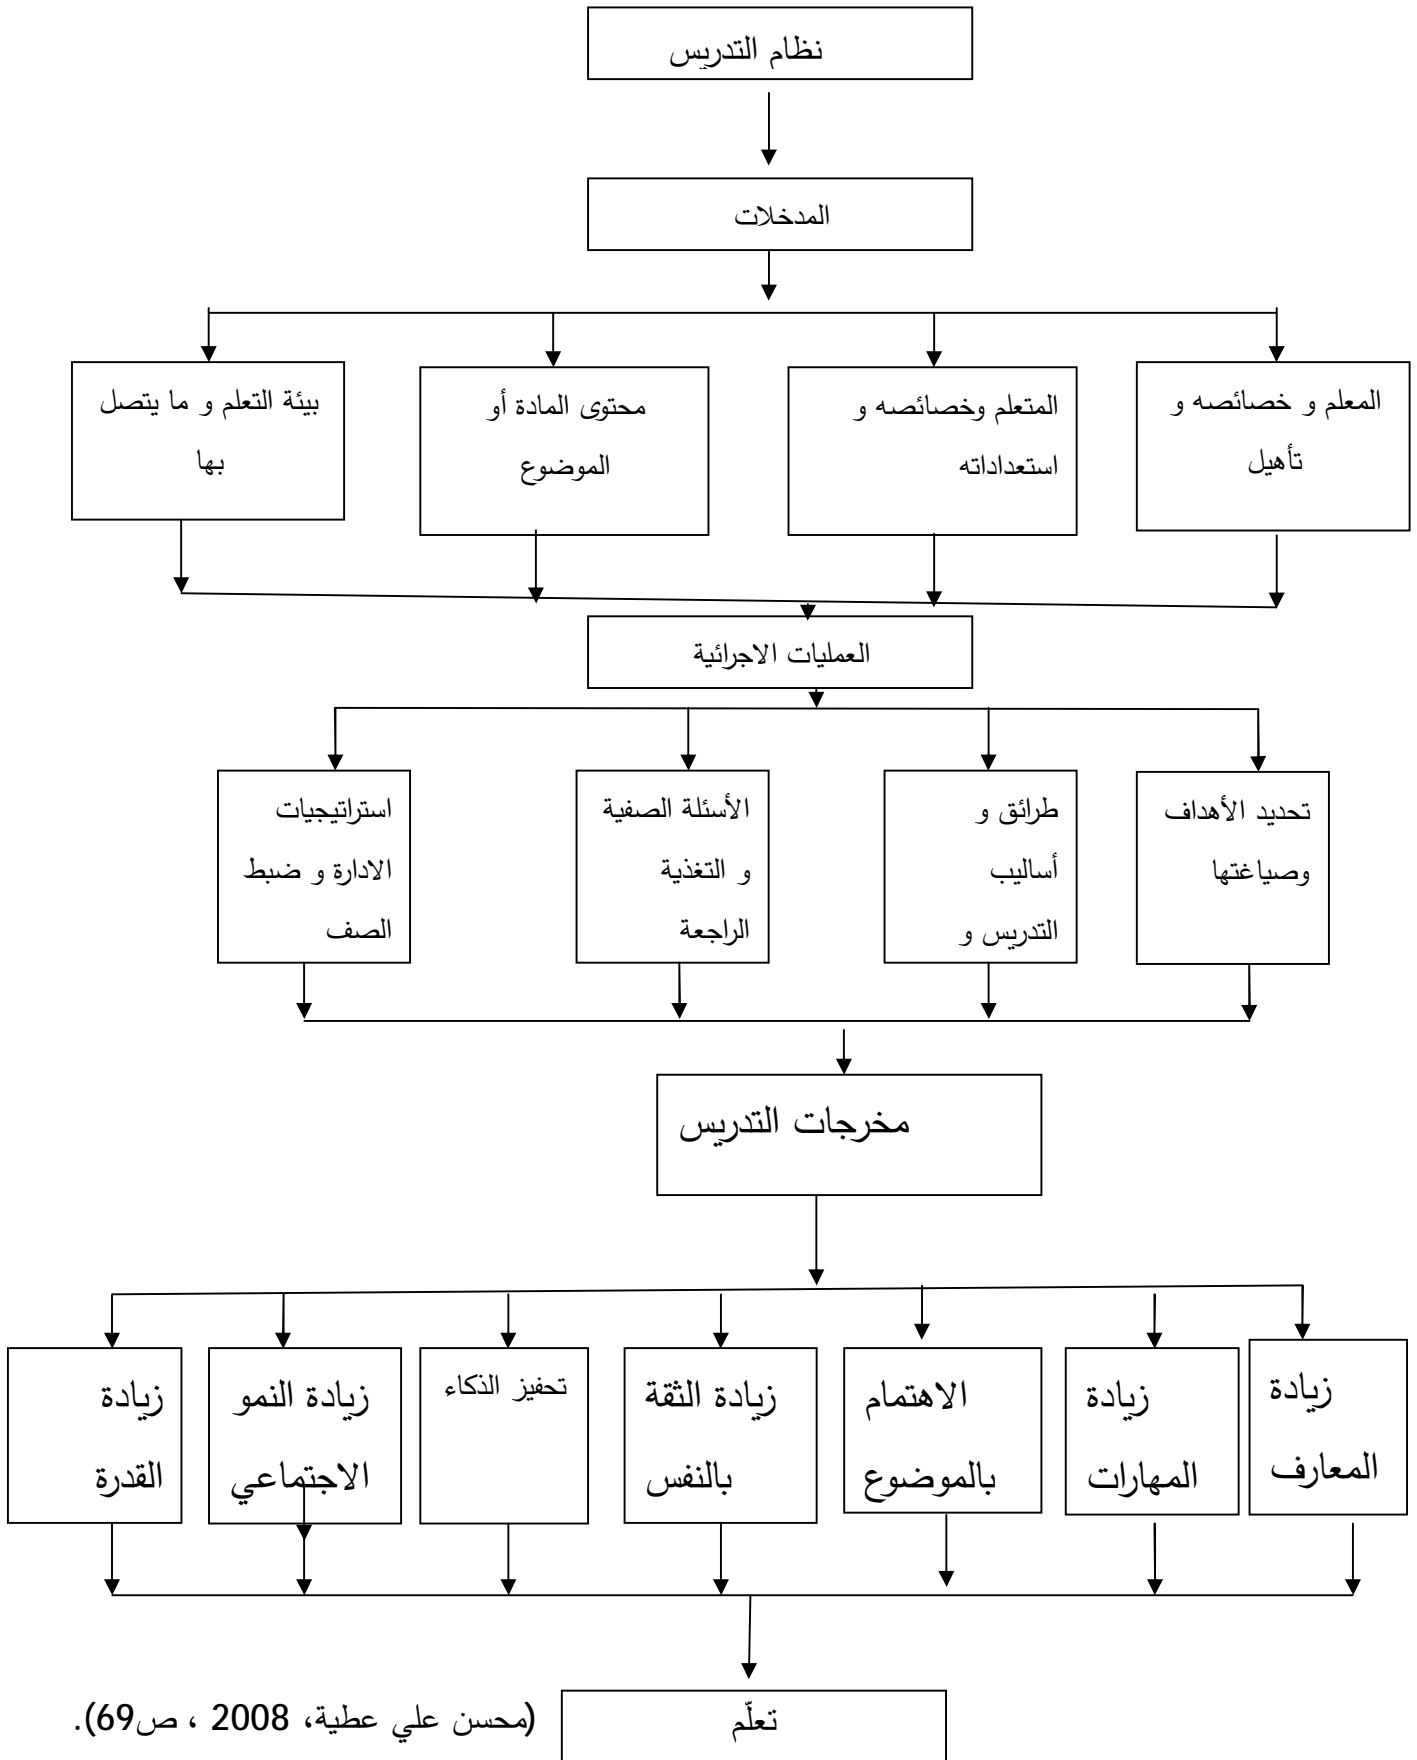 نظام التدريس
المدخلات
المعلم و خصائصه و
تأهيل
المتعلم وخصائصه و
استعداداته
محتوى المادة أو
الموضوع
بيئة التعلم و ما يتصل
بها
العمليات الاجرائية
تحديد الأهداف
وصياغتها
طرائق و
أساليب
التدريس و
الأسئلة الصفية
و التغذية
الراجعة
استراتيجيات
الادارة و ضبط
الصف
مخرجات التدريس
زيادة
المعارف
زيادة
المهارات
الاهتمام
بالموضوع
زيادة الثقة
بالنفس
تحفيز الذكاء
زيادة النمو
الاجتماعي
زيادة
القدرة
تعلّم
(محسن علي عطية، 2008 ، ص69).